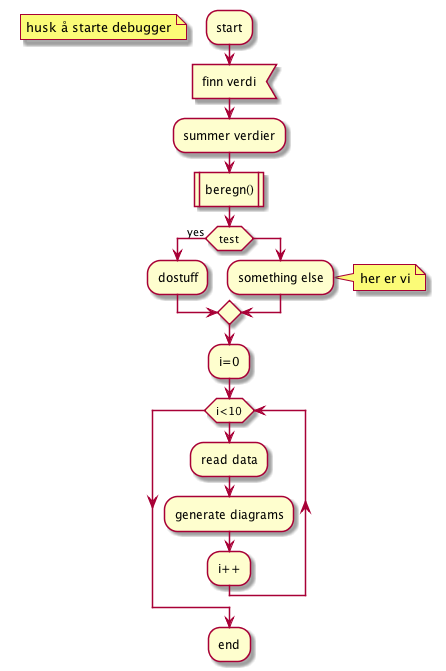 husk å starte debugger
start
finn verdi
summer verdier
beregn()
yes
test
dostuff
something else
her er vi
i=0
i<10
read data
generate diagrams
i++
end